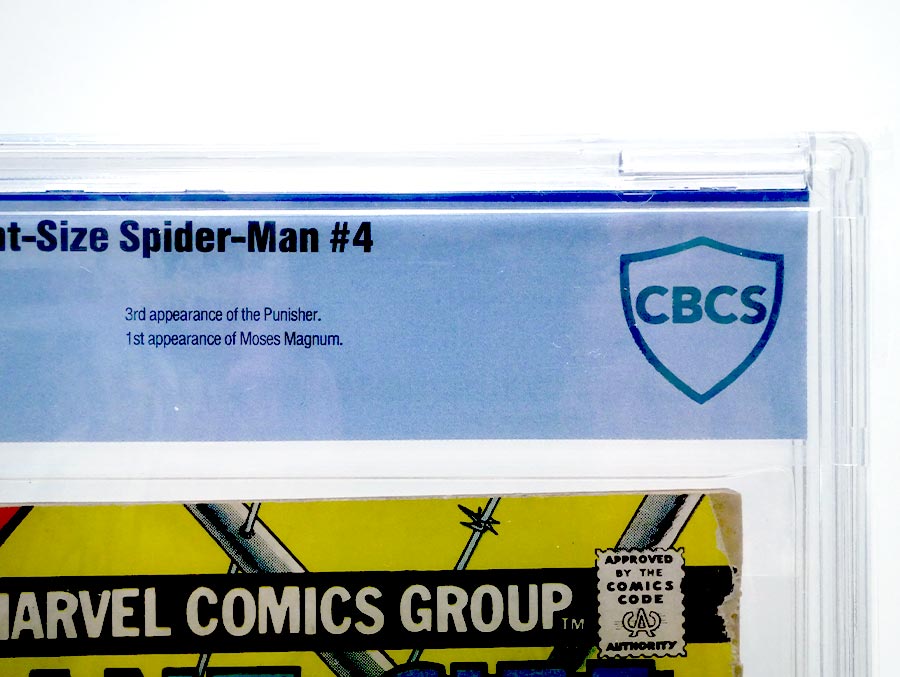 nt-Size Spider-Man #4
3rd appearance of the Punisher.
1st appearance of Moses Magnum.
CBCS
MARVEL COMICS GROUP TM
APPROVED
BY THE
COMICS
CODE
CA
AUTHORITY